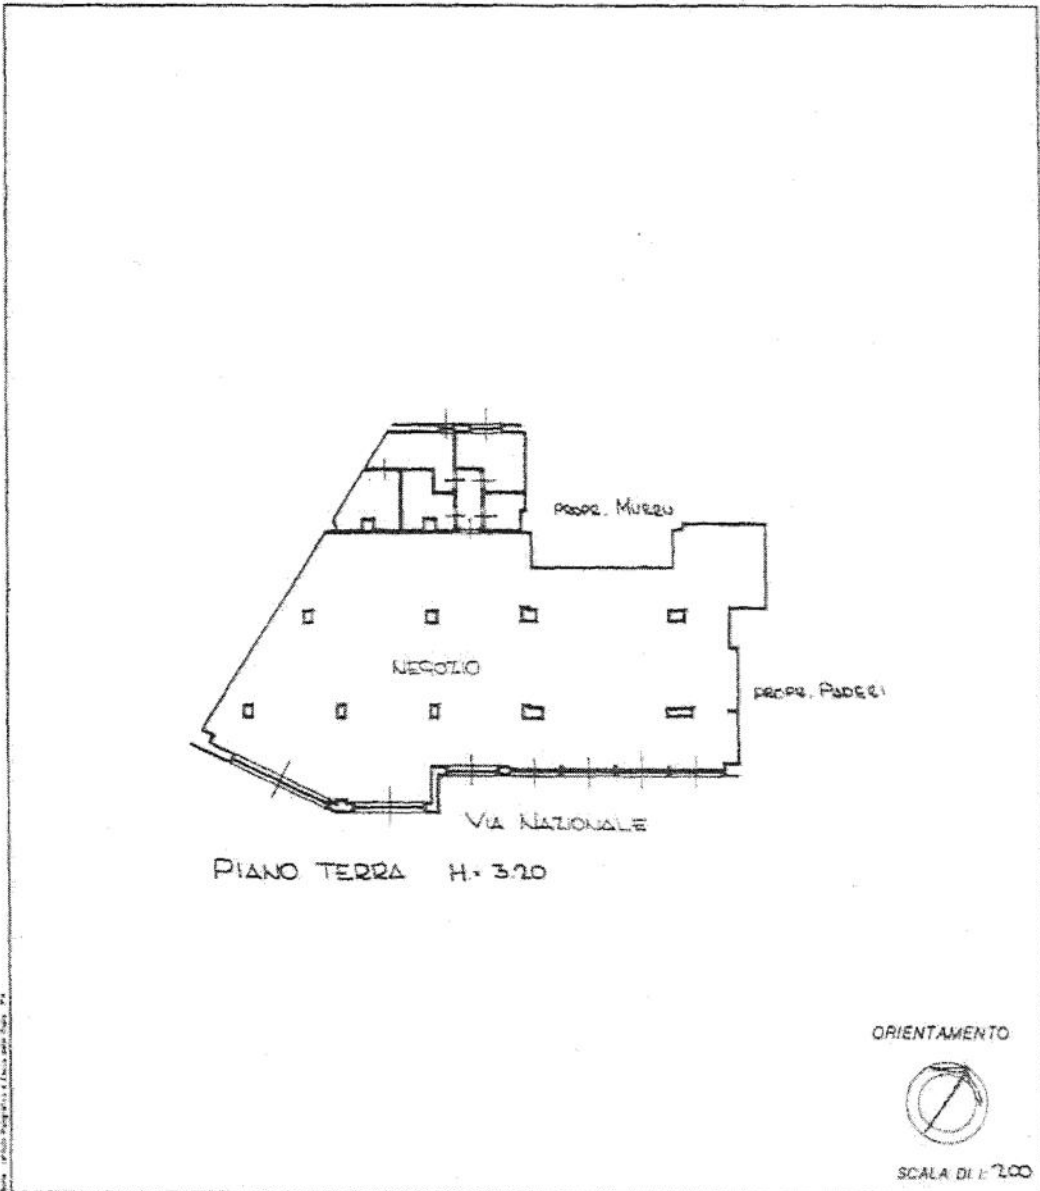 PROPR. MURRU
NEGOZIO
PROPR. PADERI
VIA NAZIONALE
PIANO TERRA H= 3.20
ORIENTAMENTO
SCALA DI 1: 200